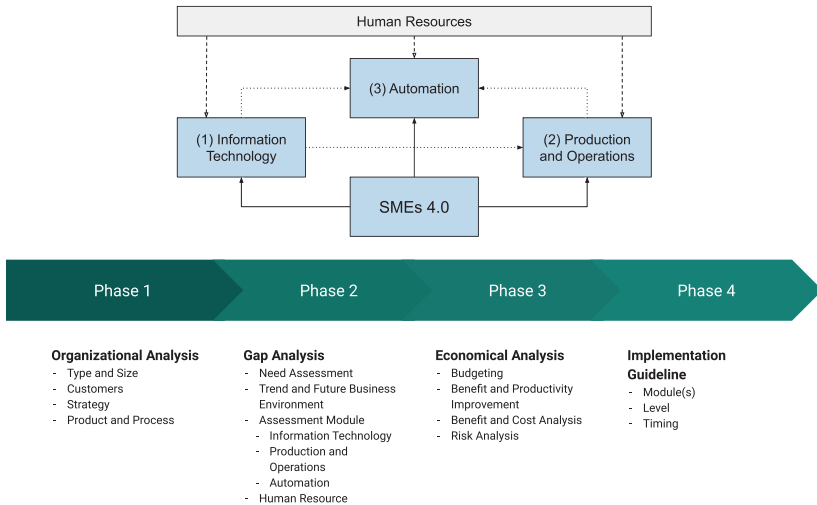 Human Resources
(3) Automation
(1) Information
Technology
(2) Production
and Operations
SMEs 4.0
Phase 1
Phase 2
Phase 3
Phase 4
Organizational Analysis
- Type and Size
- Customers
- Strategy
- Product and Process
Gap Analysis
- Need Assessment
- Trend and Future Business
Environment
- Assessment Module
- Information Technology
- Production and
Operations
- Automation
- Human Resource
Economical Analysis
- Budgeting
- Benefit and Productivity
Improvement
- Benefit and Cost Analysis
- Risk Analysis
Implementation
Guideline
- Module(s)
- Level
- Timing